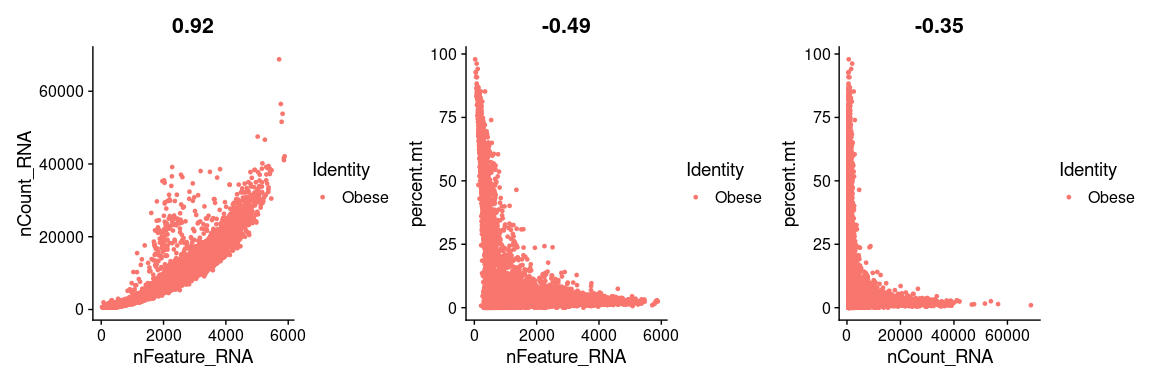 0.92
nCount_RNA
60000
40000
20000
0
0 2000 4000 6000
nFeature_RNA
Identity
Obese
-0.49
percent.mt
100
75
50
25
0
0 2000 4000 6000
nFeature_RNA
Identity
Obese
-0.35
percent.mt
100
75
50
25
0
0 20000 40000 60000
nCount_RNA
Identity
Obese